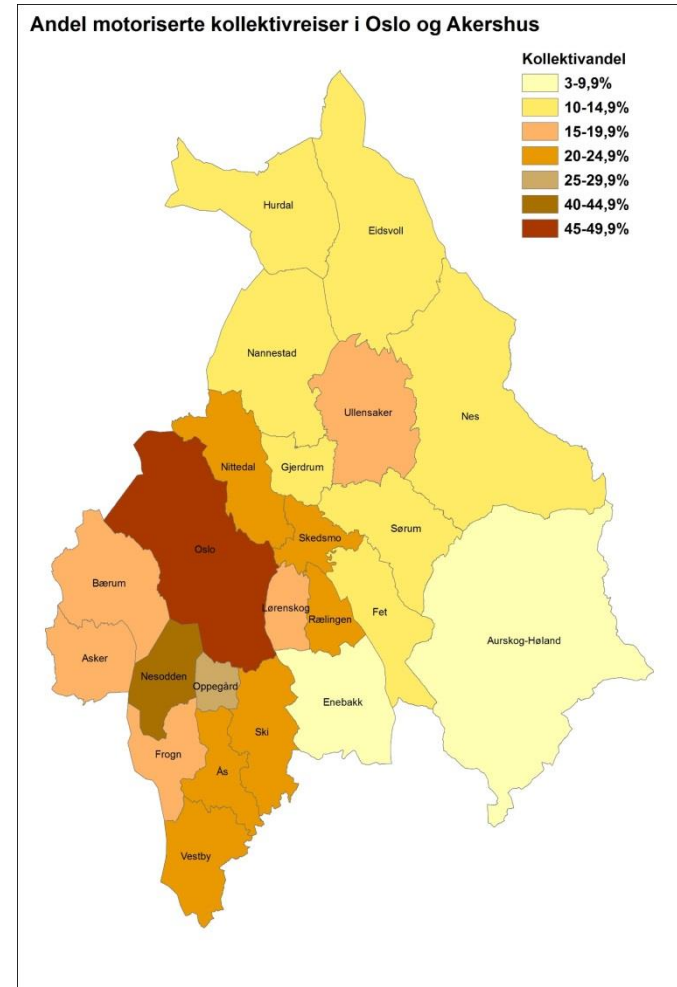 Andel motoriserte kollektivreiser i Oslo og Akershus
Kollektivandel
3-9,9%
10-14,9%
15-19,9%
20-24,9%
25-29,9%
40-44,9%
45-49,9%
Hurdal
Eidsvoll
Nannestad
Ullensaker
Nes
Nittedal
Gjerdrum
Sørum
Skedsmo
Oslo
Bærum
Lørenskog
Rælingen
Fet
Aurskog-Høland
Asker
Nesodden
Oppegård
Enebakk
Ski
Frogn
Ås
Vestby